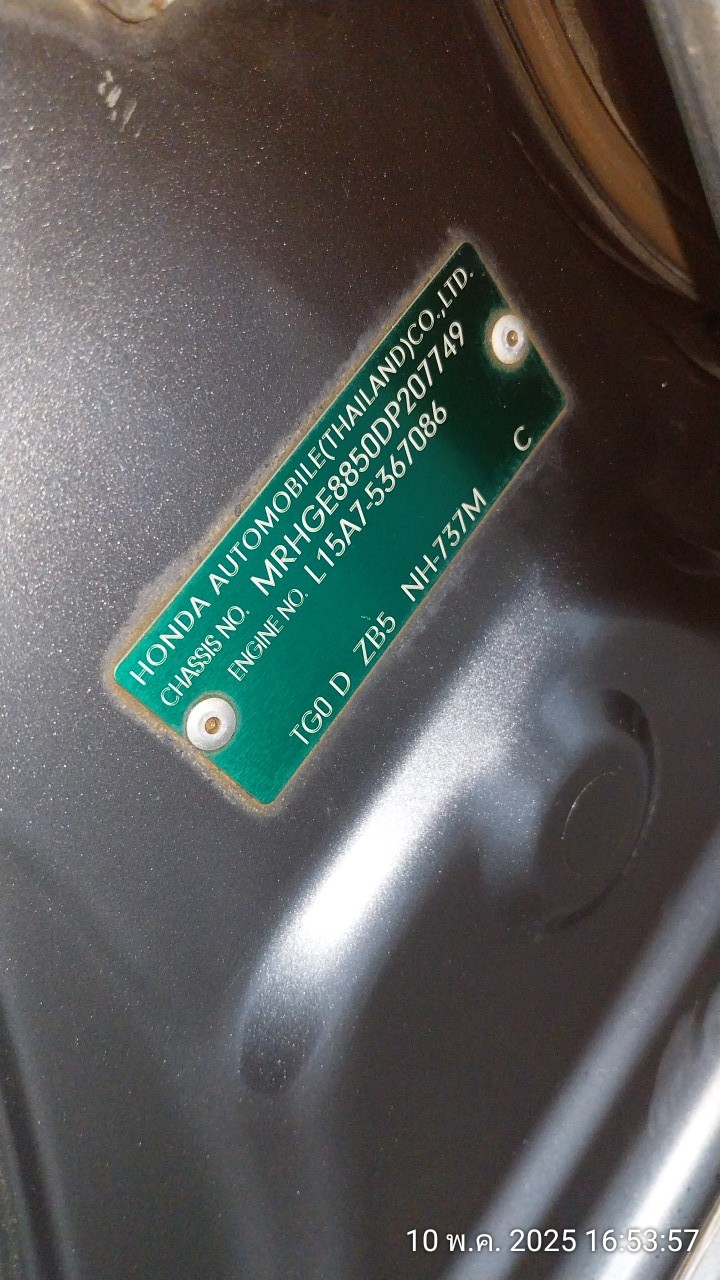 HONDA AUTOMOBILE(THAILAND)CO.,LTD.
CHASSIS NO. MRHGE8850DP207749
ENGINE NO. L15A7-5367086
TG0 D ZB5 NH-737M C
10 พ.ค. 2025 16:53:57